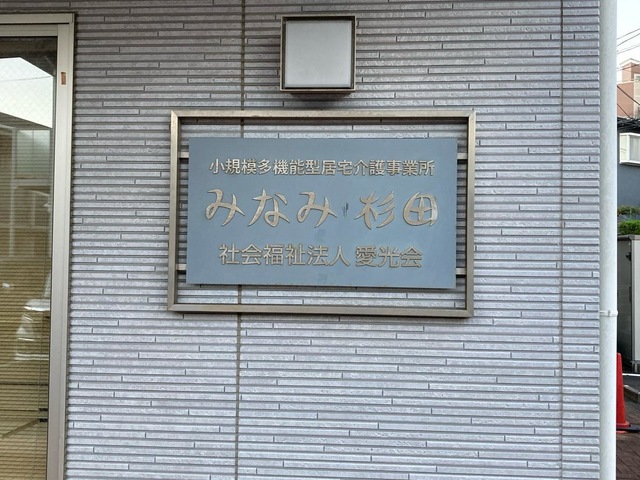 小規模多機能型居宅介護事業所
みなみ杉田
社会福祉法人 愛光会